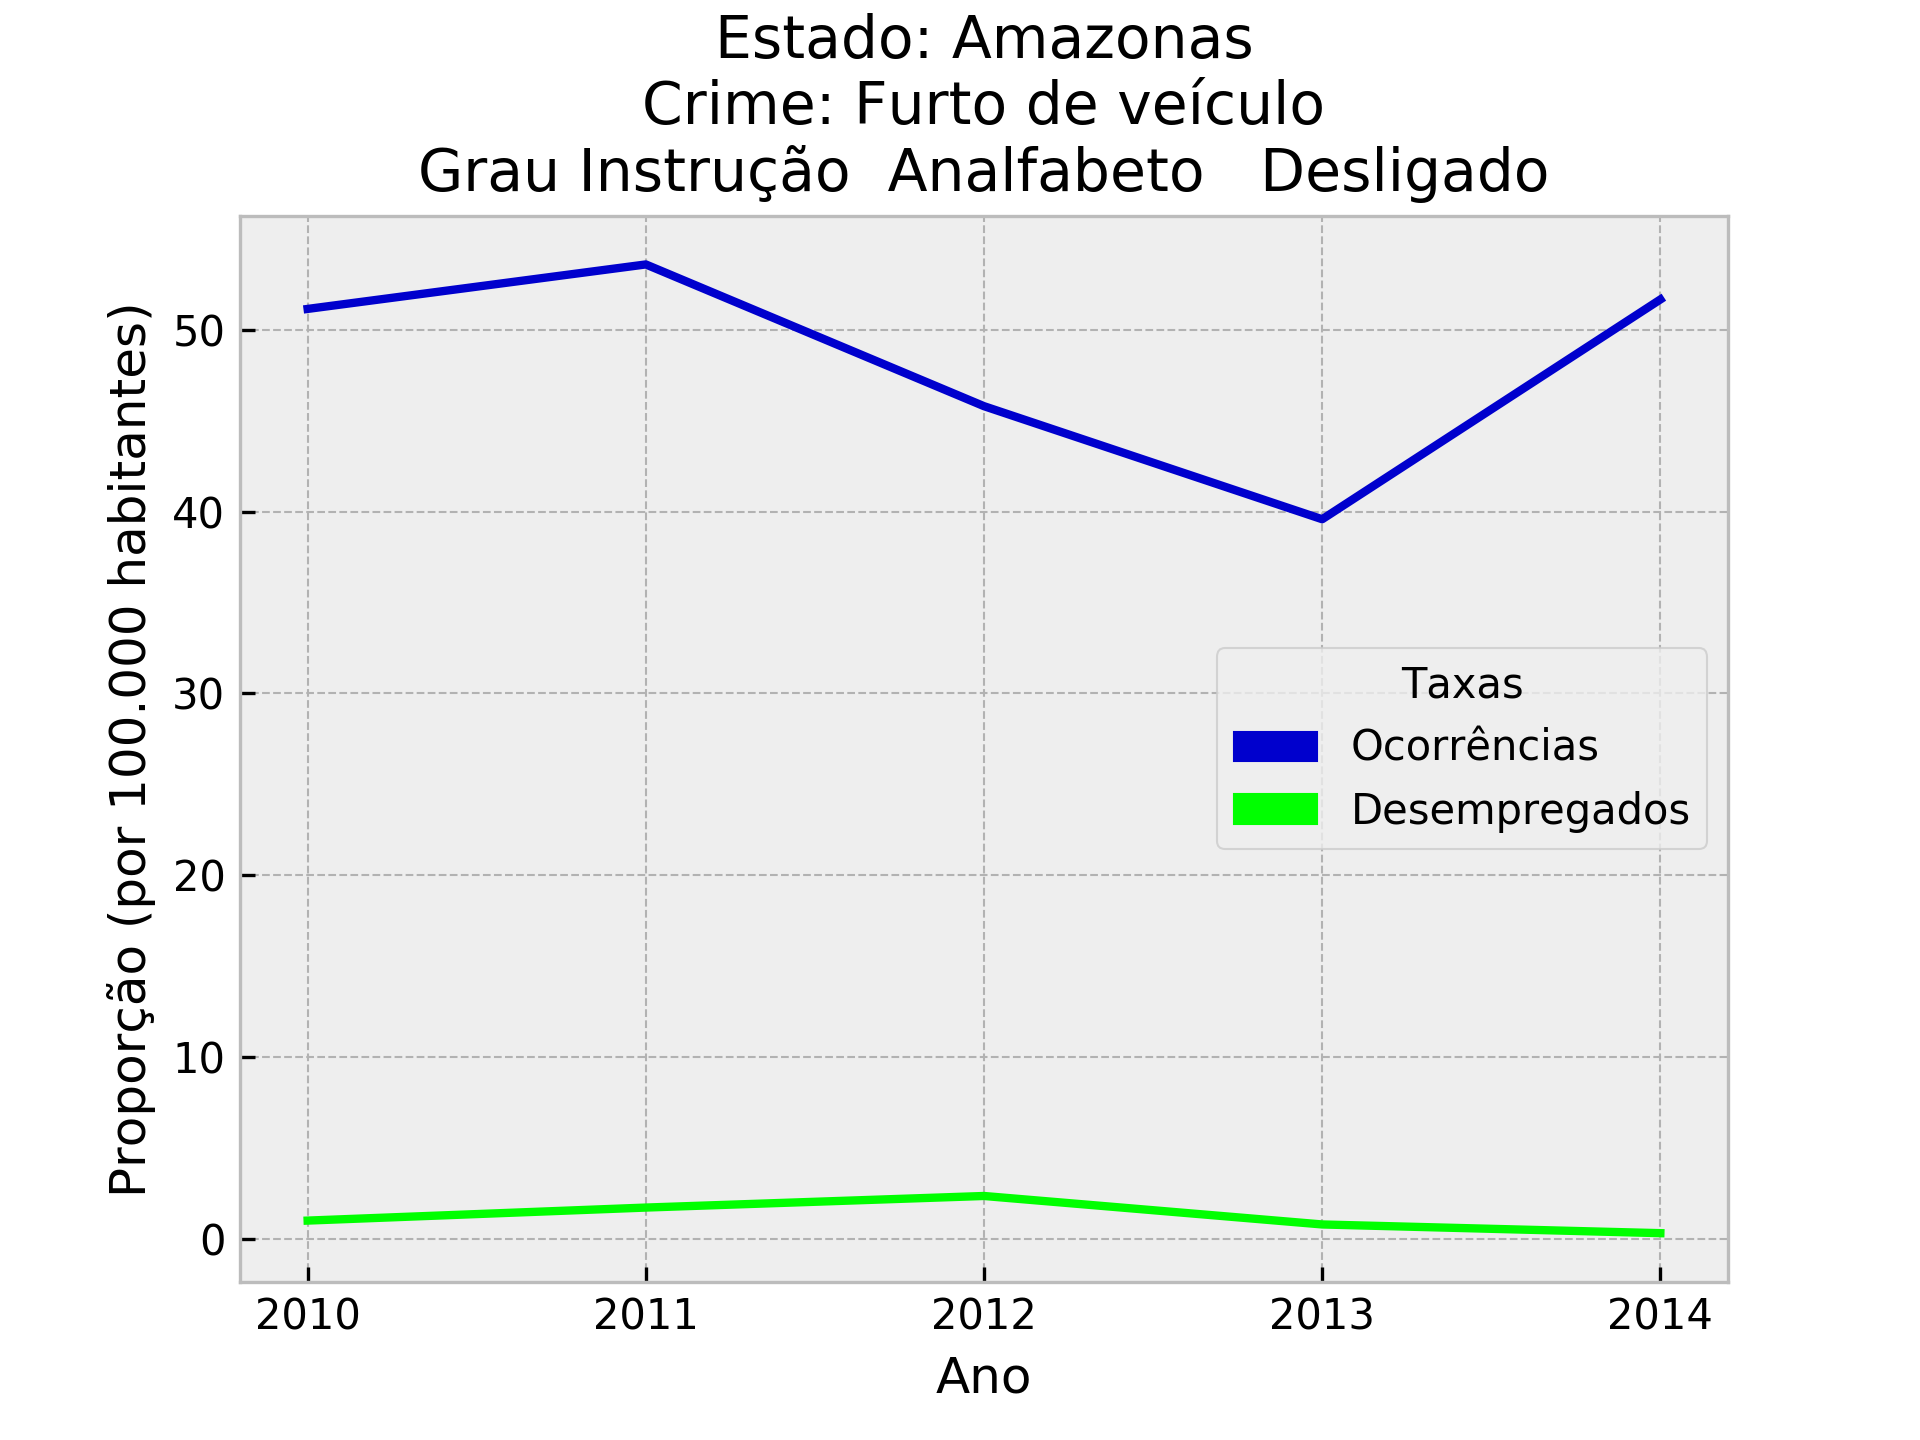 Estado: Amazonas
Crime: Furto de veículo
Grau Instrução  Analfabeto   Desligado
Proporção (por 100.000 habitantes)
50
40
30
20
10
0
Taxas
Ocorrências
Desempregados
2010 2011 2012 2013 2014
Ano